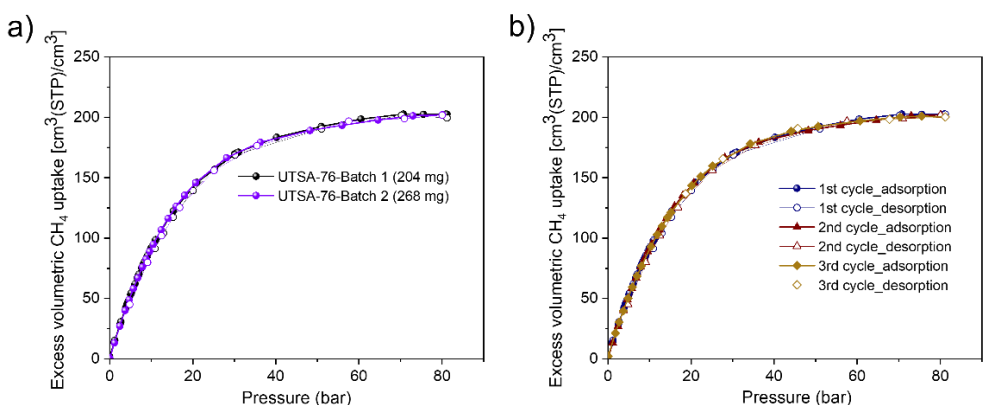 a)
Excess volumetric CH4 uptake [cm3(STP)/cm3]
250
200
150
100
50
0
UTSA-76-Batch 1 (204 mg)
UTSA-76-Batch 2 (268 mg)
0 20 40 60 80
Pressure (bar)
b)
Excess volumetric CH4 uptake [cm3(STP)/cm3]
250
200
150
100
50
0
1st cycle_adsorption
1st cycle_desorption
2nd cycle_adsorption
2nd cycle_desorption
3rd cycle_adsorption
3rd cycle_desorption
0 20 40 60 80
Pressure (bar)